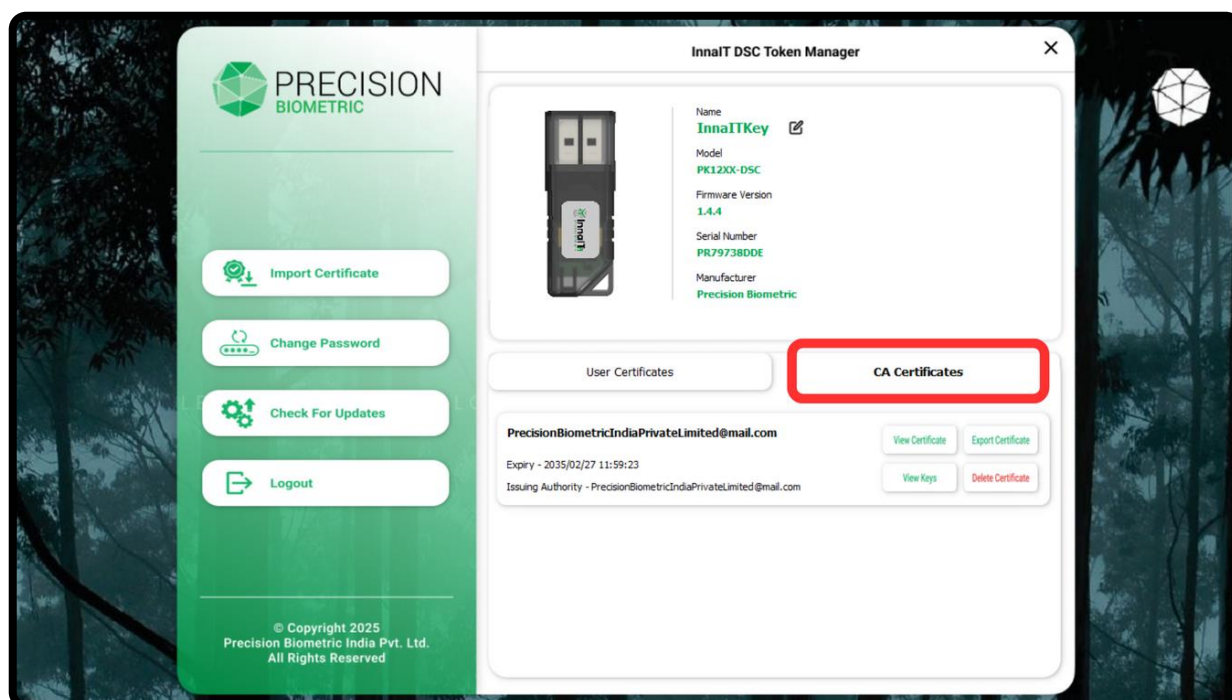 InnaIT DSC Token Manager
PRECISION
BIOMETRIC
Import Certificate
Change Password
Check For Updates
Logout
© Copyright 2025
Precision Biometric India Pvt. Ltd.
All Rights Reserved
InnaIT
Name
InnaITKey
Model
PK12XX-DSC
Firmware Version
1.4.4
Serial Number
PR79738DDE
Manufacturer
Precision Biometric
User Certificates
CA Certificates
PrecisionBiometricIndiaPrivateLimited@mail.com
Expiry - 2035/02/27 11:59:23
Issuing Authority - PrecisionBiometricIndiaPrivateLimited@mail.com
View Certificate
Export Certificate
View Keys
Delete Certificate